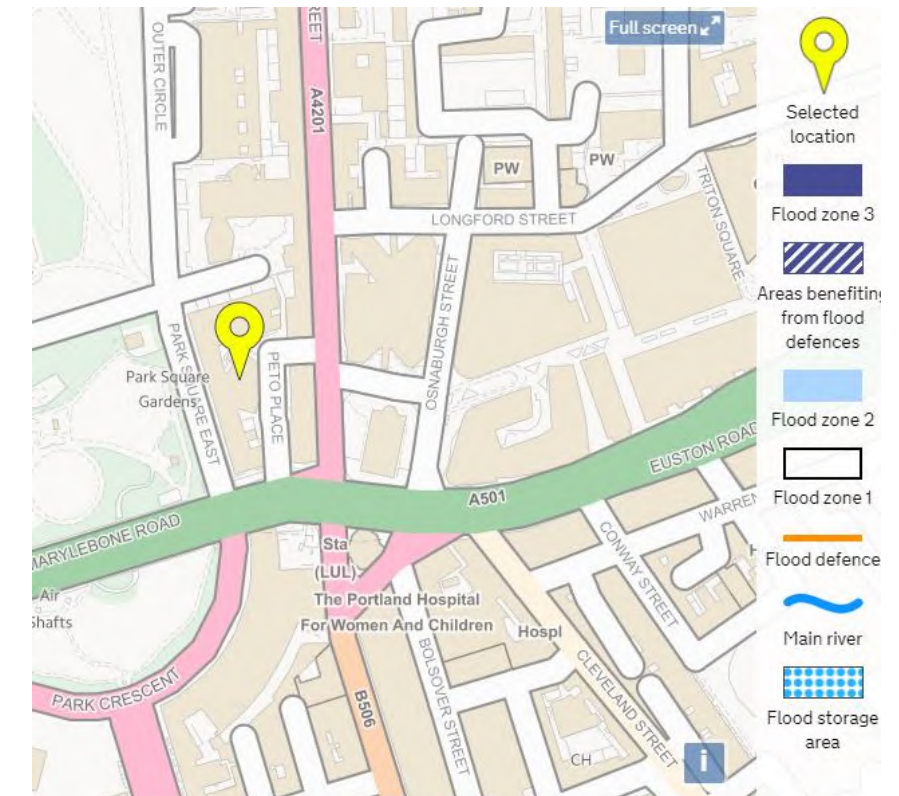 Full screen
OUTER CIRCLE
A4201
PW
PW
LONGFORD STREET
TRITON SQUARE
OSNABURGH STREET
PARK SQUARE EAST
PETO PLACE
Park Square
Gardens
EUSTON ROAD
A501
MARYLEBONE ROAD
Sta
(LUL)
Air
Shafts
The Portland Hospital
For Women And Children
Hospl
CONWAY STREET
WARREN
BOLSOVER STREET
CLEVELAND STREET
PARK CRESCENT
B506
CH
i
Selected
location
Flood zone 3
Areas benefiting
from flood
defences
Flood zone 2
Flood zone 1
Flood defence
Main river
Flood storage
area